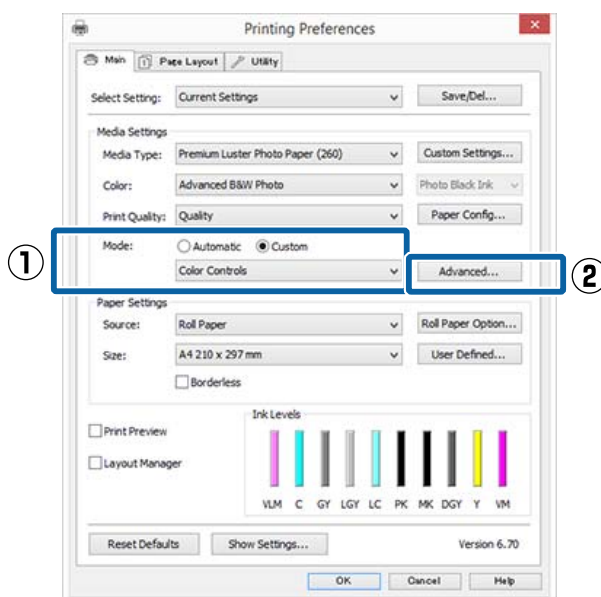 Printing Preferences
Main Page Layout Utility
Select Setting: Current Settings Save/Del...
Media Settings
Media Type: Premium Luster Photo Paper (260) Custom Settings...
Color: Advanced B&W Photo Photo Black Ink
Print Quality: Quality Paper Config...
Mode: Automatic Custom
① Color Controls Advanced... ②
Paper Settings
Source: Roll Paper Roll Paper Option...
Size: A4 210 x 297 mm User Defined...
Borderless
Ink Levels
Print Preview
Layout Manager
VLM C GY LGY LC PK MK DGY Y VM
Reset Defaults Show Settings... Version 6.70
OK Cancel Help